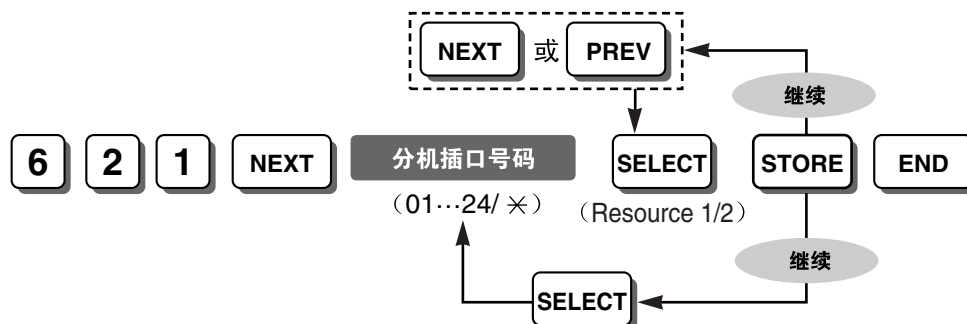 NEXT 或 PREV
继续
6 2 1 NEXT 分机插口号码 SELECT STORE END
（01…24/ ✳） （Resource 1/2）
继续
SELECT